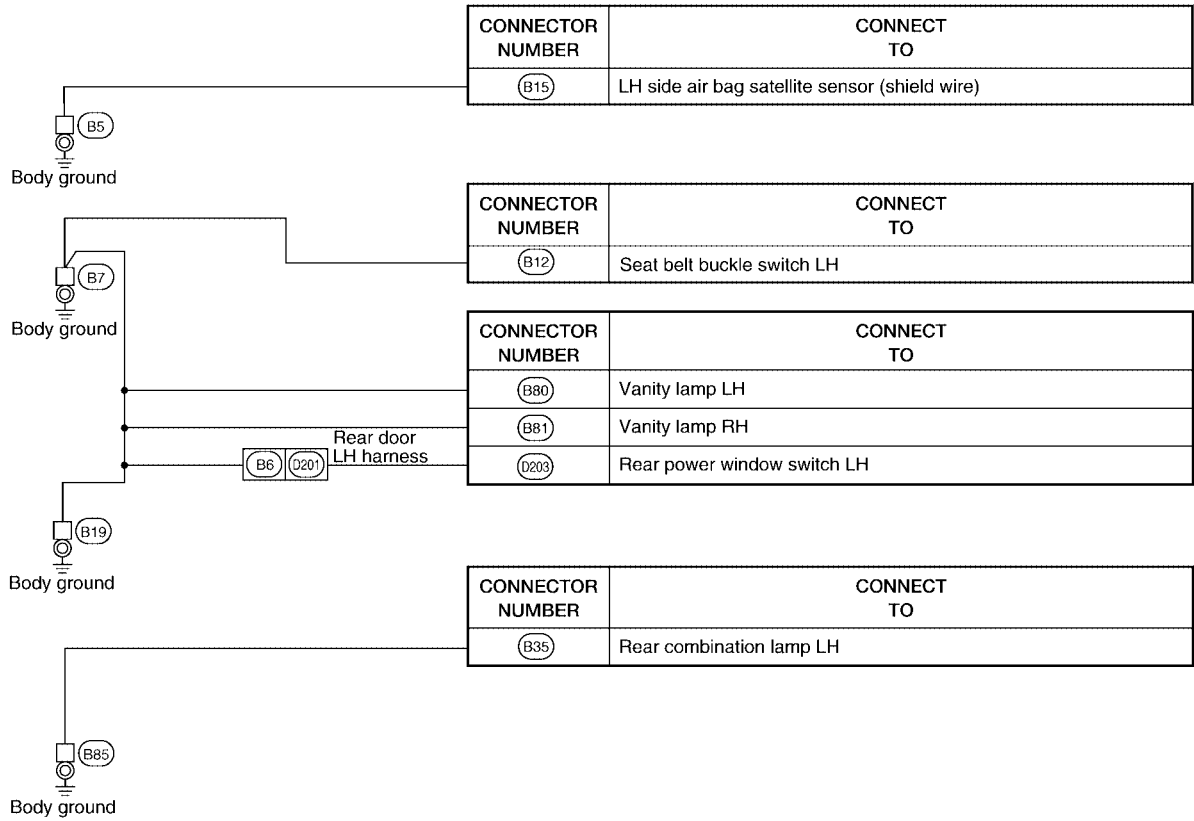 CONNECTOR NUMBER
CONNECT TO
B15
LH side air bag satellite sensor (shield wire)
B5
Body ground
CONNECTOR NUMBER
CONNECT TO
B12
Seat belt buckle switch LH
B7
Body ground
CONNECTOR NUMBER
CONNECT TO
B80
Vanity lamp LH
B81
Vanity lamp RH
Rear door
LH harness
B6
D201
D203
Rear power window switch LH
B19
Body ground
CONNECTOR NUMBER
CONNECT TO
B35
Rear combination lamp LH
B85
Body ground